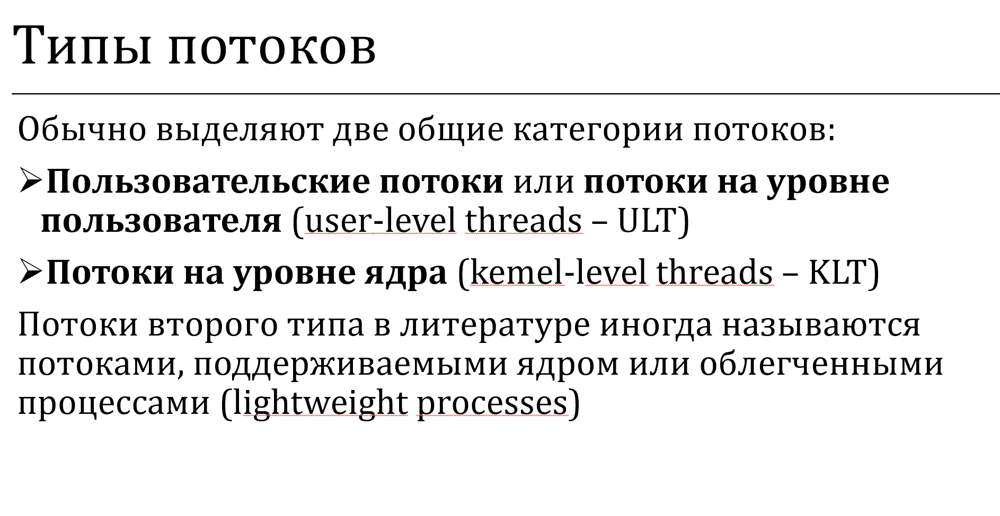 Типы потоков
Обычно выделяют две общие категории потоков:
➢Пользовательские потоки или потоки на уровне
пользователя (user-level threads – ULT)
➢Потоки на уровне ядра (kemel-level threads – KLT)
Потоки второго типа в литературе иногда называются
потоками, поддерживаемыми ядром или облегченными
процессами (lightweight processes)